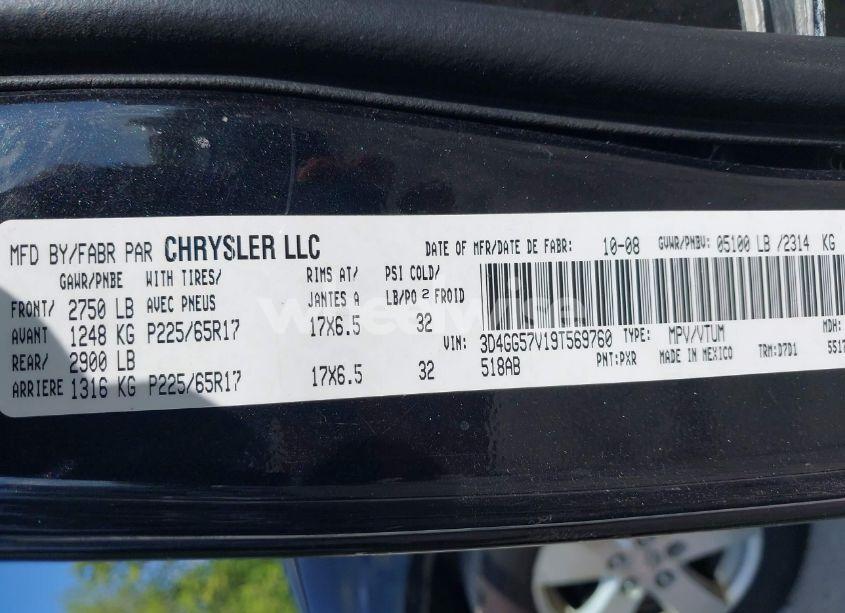 MFD BY/FABR PAR CHRYSLER LLC DATE OF MFR/DATE DE FABR: 10-08 GVWR/PNBV: 05100 LB /2314 KG
GAWR/PNBE WITH TIRES/ RIMS AT/ PSI COLD/
FRONT/ 2750 LB AVEC PNEUS JANTES A LB/PO2 FROID
AVANT 1248 KG P225/65R17 17X6.5 32
REAR/ 2900 LB VIN: 3D4GG57V19T569760 TYPE: MPV/VTUM MDH:
ARRIERE 1316 KG P225/65R17 17X6.5 32 518AB PNT:PXR MADE IN MEXICO TRM:D7D1 5517